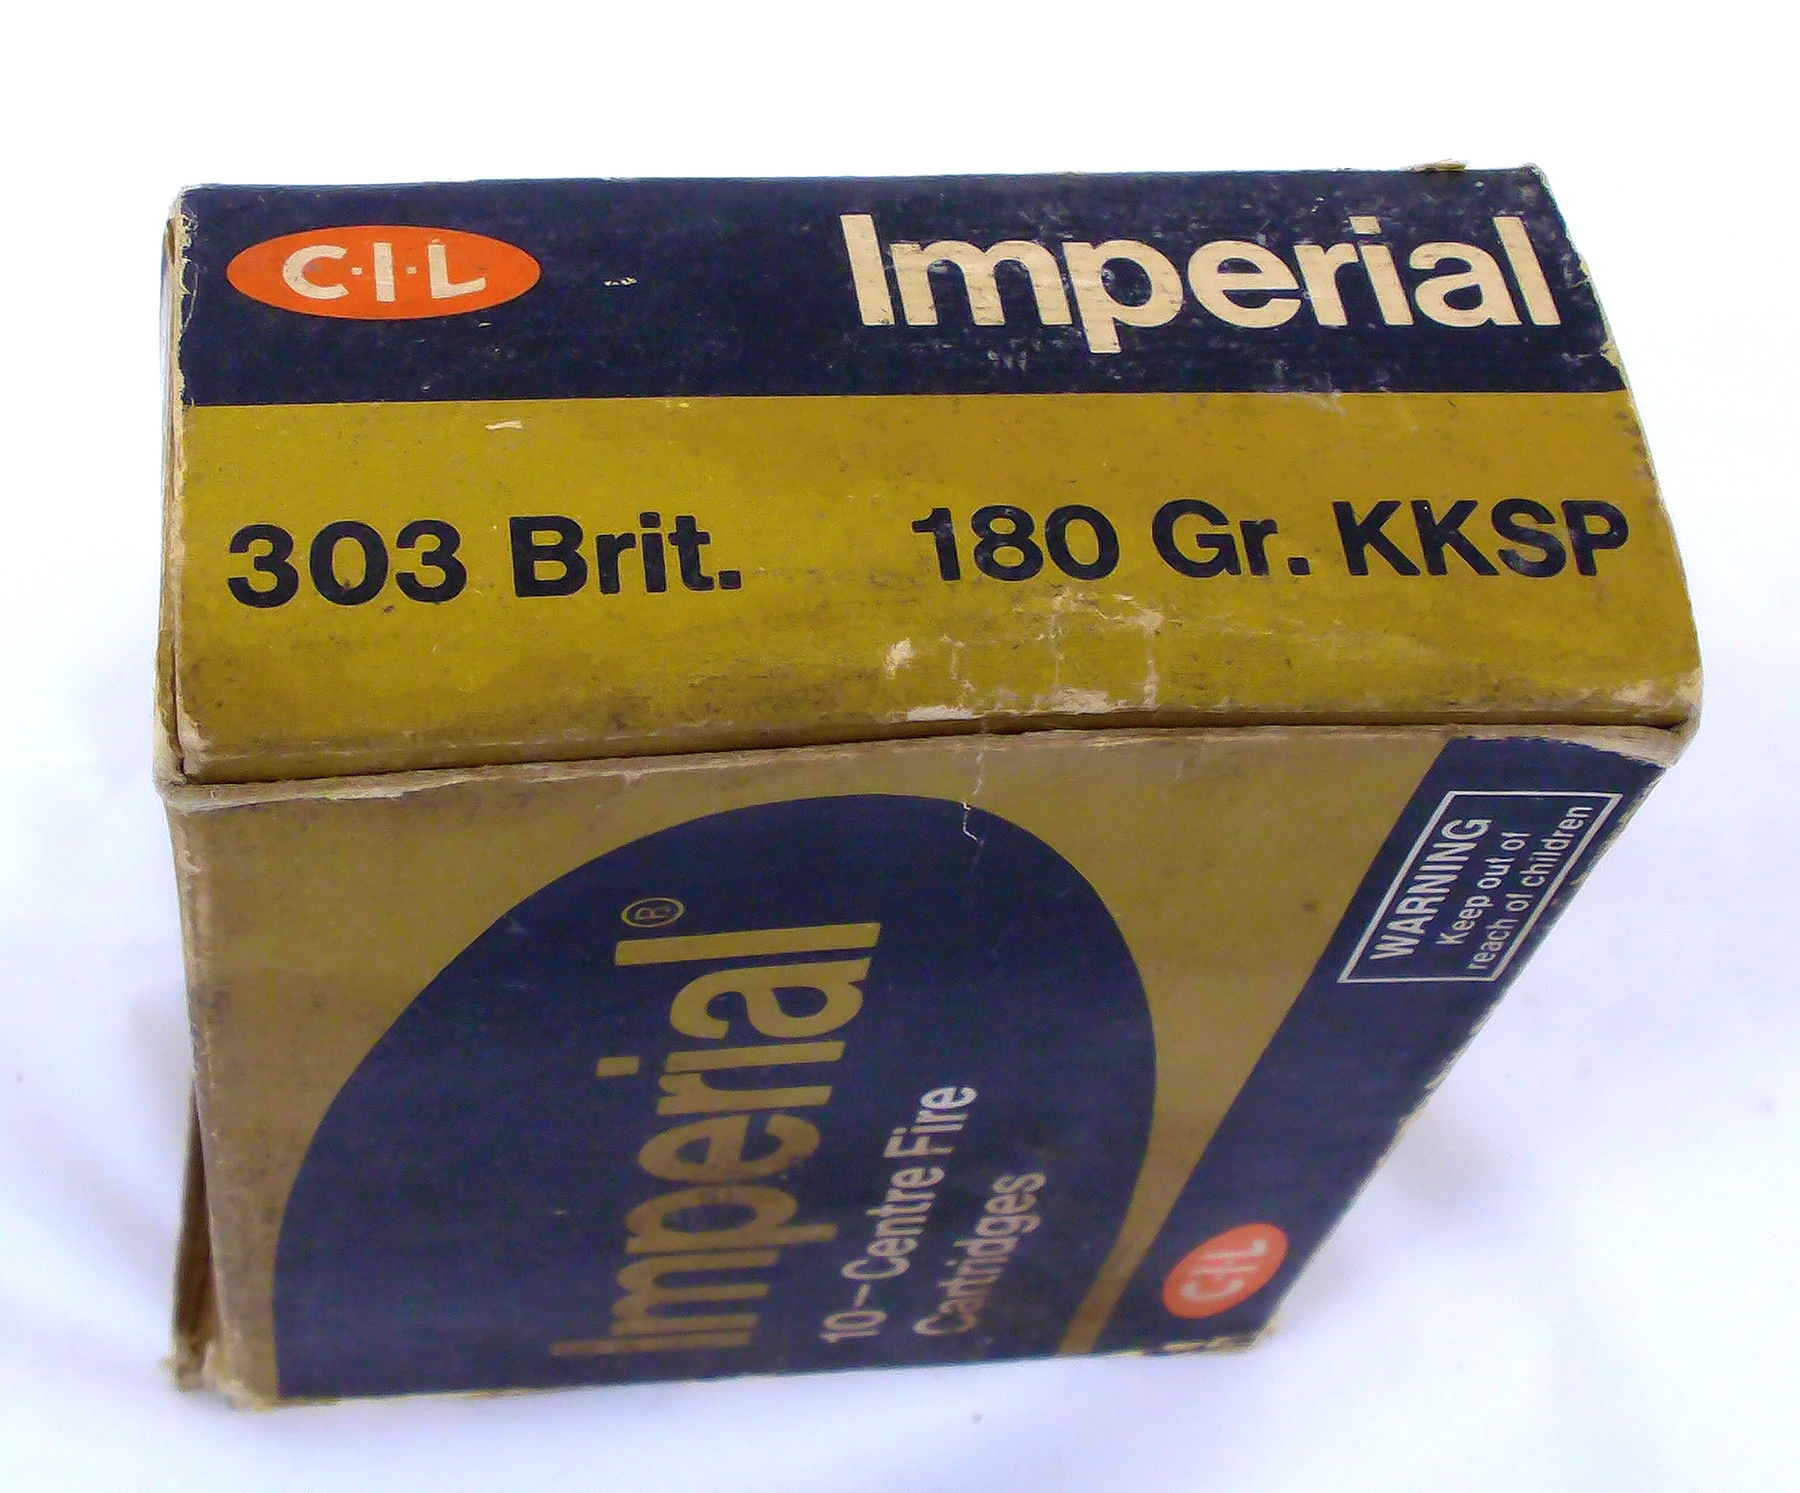 C·I·L
Imperial
303 Brit.
180 Gr. KKSP
Imperial®
10-Centre Fire
Cartridges
WARNING
Keep out of
reach of children
C·I·L